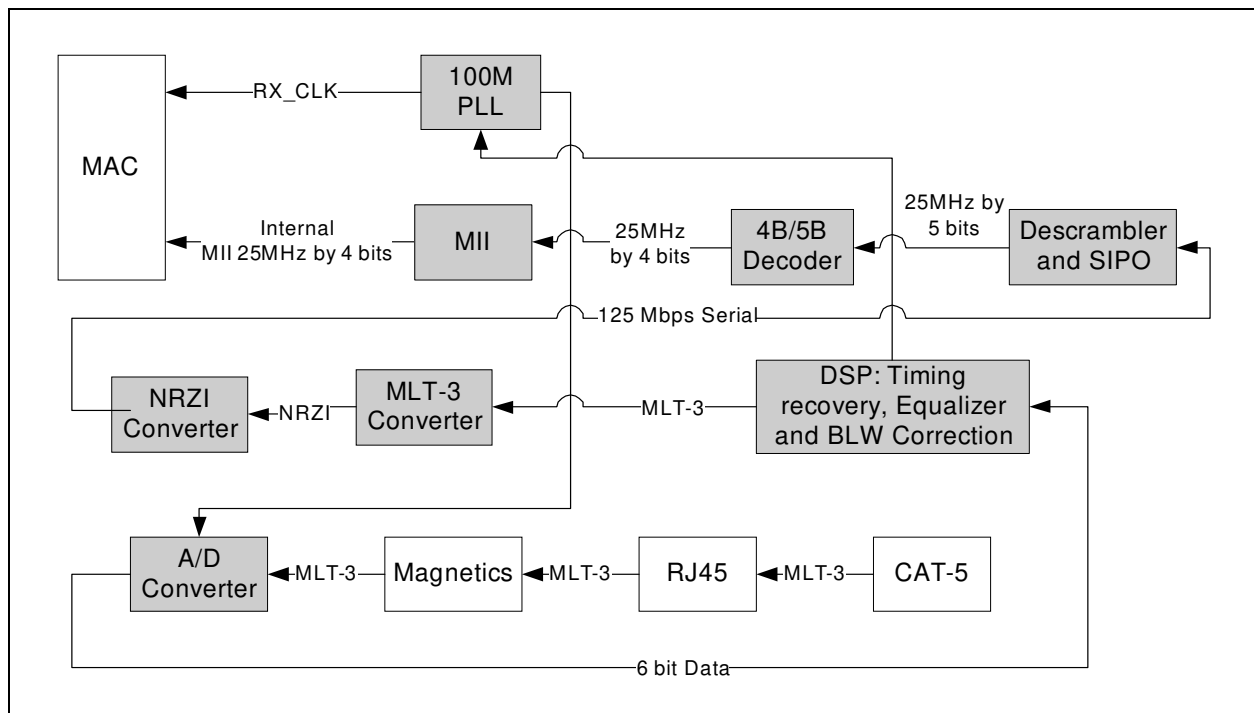 100M
PLL
RX_CLK
MAC
Internal
MII 25MHz by 4 bits
MII
25MHz
by 4 bits
4B/5B
Decoder
25MHz by
5 bits
Descrambler
and SIPO
125 Mbps Serial
NRZI
Converter
NRZI
MLT-3
Converter
MLT-3
DSP: Timing
recovery, Equalizer
and BLW Correction
A/D
Converter
MLT-3
Magnetics
MLT-3
RJ45
MLT-3
CAT-5
6 bit Data